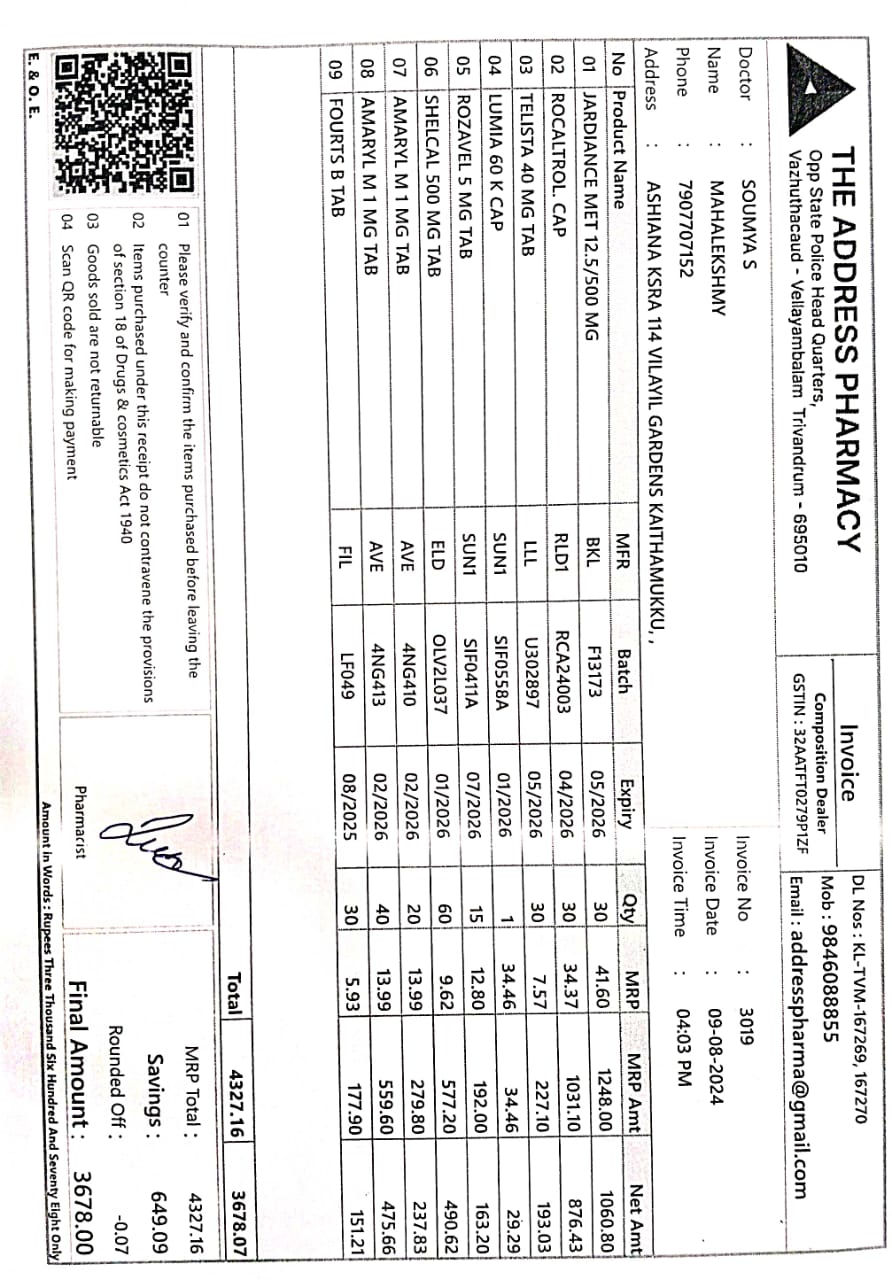 THE ADDRESS PHARMACY
Opp State Police Head Quarters,
Vazhuthacaud - Vellayambalam Trivandrum - 695010
Invoice
Composition Dealer
GSTIN : 32AATFT0279P1ZF
DL Nos : KL-TVM-167269, 167270
Mob : 9846088855
Email : addresspharma@gmail.com
Doctor : SOUMYA S
Name : MAHALEKSHMY
Phone : 7907707152
Address : ASHIANA KSRA 114 VILAYIL GARDENS KAITHAMUKKU, ,
Invoice No : 3019
Invoice Date : 09-08-2024
Invoice Time : 04:03 PM
No Product Name MFR Batch Expiry Qty MRP MRP Amt Net Amt
01 JARDIANCE MET 12.5/500 MG BKL F13173 05/2026 30 41.60 1248.00 1060.80
02 ROCALTROL. CAP RLD1 RCA24003 04/2026 30 34.37 1031.10 876.43
03 TELISTA 40 MG TAB LLL U302897 05/2026 30 7.57 227.10 193.03
04 LUMIA 60 K CAP SUN1 SIF0558A 01/2026 1 34.46 34.46 29.29
05 ROZAVEL 5 MG TAB SUN1 SIF0411A 07/2026 15 12.80 192.00 163.20
06 SHELCAL 500 MG TAB ELD OLV2L037 01/2026 60 9.62 577.20 490.62
07 AMARYL M 1 MG TAB AVE 4NG410 02/2026 20 13.99 279.80 237.83
08 AMARYL M 1 MG TAB AVE 4NG413 02/2026 40 13.99 559.60 475.66
09 FOURTS B TAB FIL LF049 08/2025 30 5.93 177.90 151.21
Total 4327.16 3678.07
01 Please verify and confirm the items purchased before leaving the
counter
02 Items purchased under this receipt do not contravene the provisions
of section 18 of Drugs & cosmetics Act 1940
03 Goods sold are not returnable
04 Scan QR code for making payment
E. & O. E.
Pharmacist
MRP Total : 4327.16
Savings : 649.09
Rounded Off : -0.07
Final Amount : 3678.00
Amount in Words : Rupees Three Thousand Six Hundred And Seventy Eight Only